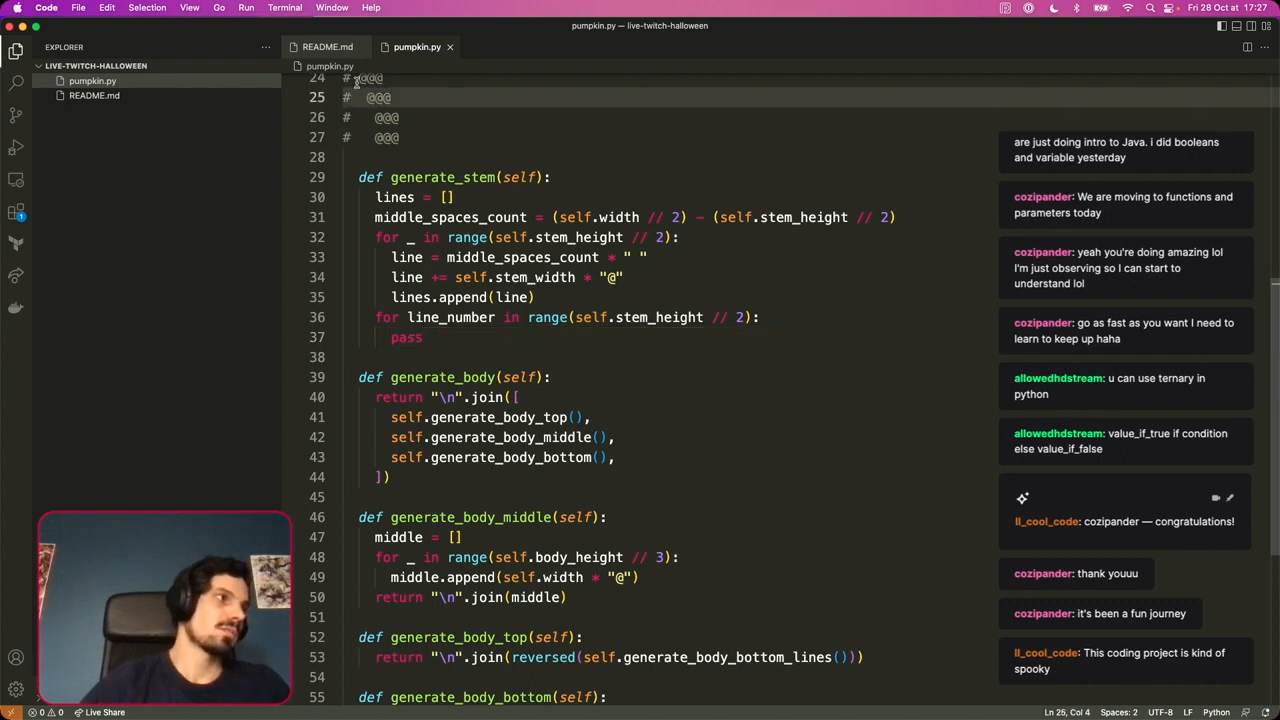 Code File Edit Selection View Go Run Terminal Window Help
Fri 28 Oct at 17:27
pumpkin.py — live-twitch-halloween
EXPLORER
LIVE-TWITCH-HALLOWEEN
pumpkin.py
README.md
1
README.md
pumpkin.py
pumpkin.py
24 # @@@
25 #  @@@
26 #   @@@
27 #   @@@
28
29   def generate_stem(self):
30     lines = []
31     middle_spaces_count = (self.width // 2) - (self.stem_height // 2)
32     for _ in range(self.stem_height // 2):
33       line = middle_spaces_count * " "
34       line += self.stem_width * "@"
35       lines.append(line)
36     for line_number in range(self.stem_height // 2):
37       pass
38
39   def generate_body(self):
40     return "\n".join([
41       self.generate_body_top(),
42       self.generate_body_middle(),
43       self.generate_body_bottom(),
44     ])
45
46   def generate_body_middle(self):
47     middle = []
48     for _ in range(self.body_height // 3):
49       middle.append(self.width * "@")
50     return "\n".join(middle)
51
52   def generate_body_top(self):
53     return "\n".join(reversed(self.generate_body_bottom_lines()))
54
55   def generate_body_bottom(self):
are just doing intro to Java. i did booleans
and variable yesterday
cozipander: We are moving to functions and
parameters today
cozipander: yeah you're doing amazing lol
I'm just observing so I can start to
understand lol
cozipander: go as fast as you want I need to
learn to keep up haha
allowedhdstream: u can use ternary in
python
allowedhdstream: value_if_true if condition
else value_if_false
ll_cool_code: cozipander — congratulations!
cozipander: thank youuu
cozipander: it's been a fun journey
ll_cool_code: This coding project is kind of
spooky
0 0 Live Share
Ln 25, Col 4 Spaces: 2 UTF-8 LF Python